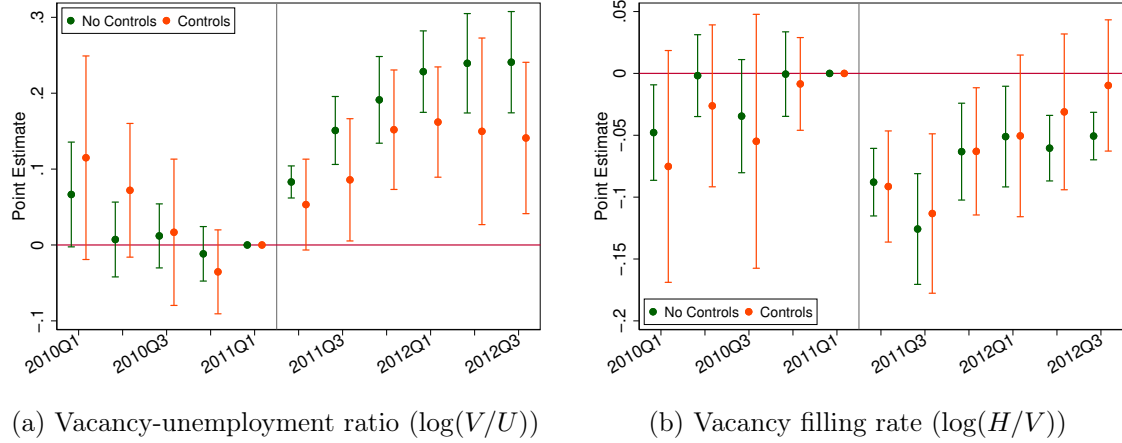 No Controls Controls
Point Estimate
.3
.2
.1
0
-.1
2010Q1 2010Q3 2011Q1 2011Q3 2012Q1 2012Q3
(a) Vacancy-unemployment ratio (log(V/U))
Point Estimate
.05
0
-.05
-.1
-.15
-.2
No Controls Controls
2010Q1 2010Q3 2011Q1 2011Q3 2012Q1 2012Q3
(b) Vacancy filling rate (log(H/V))